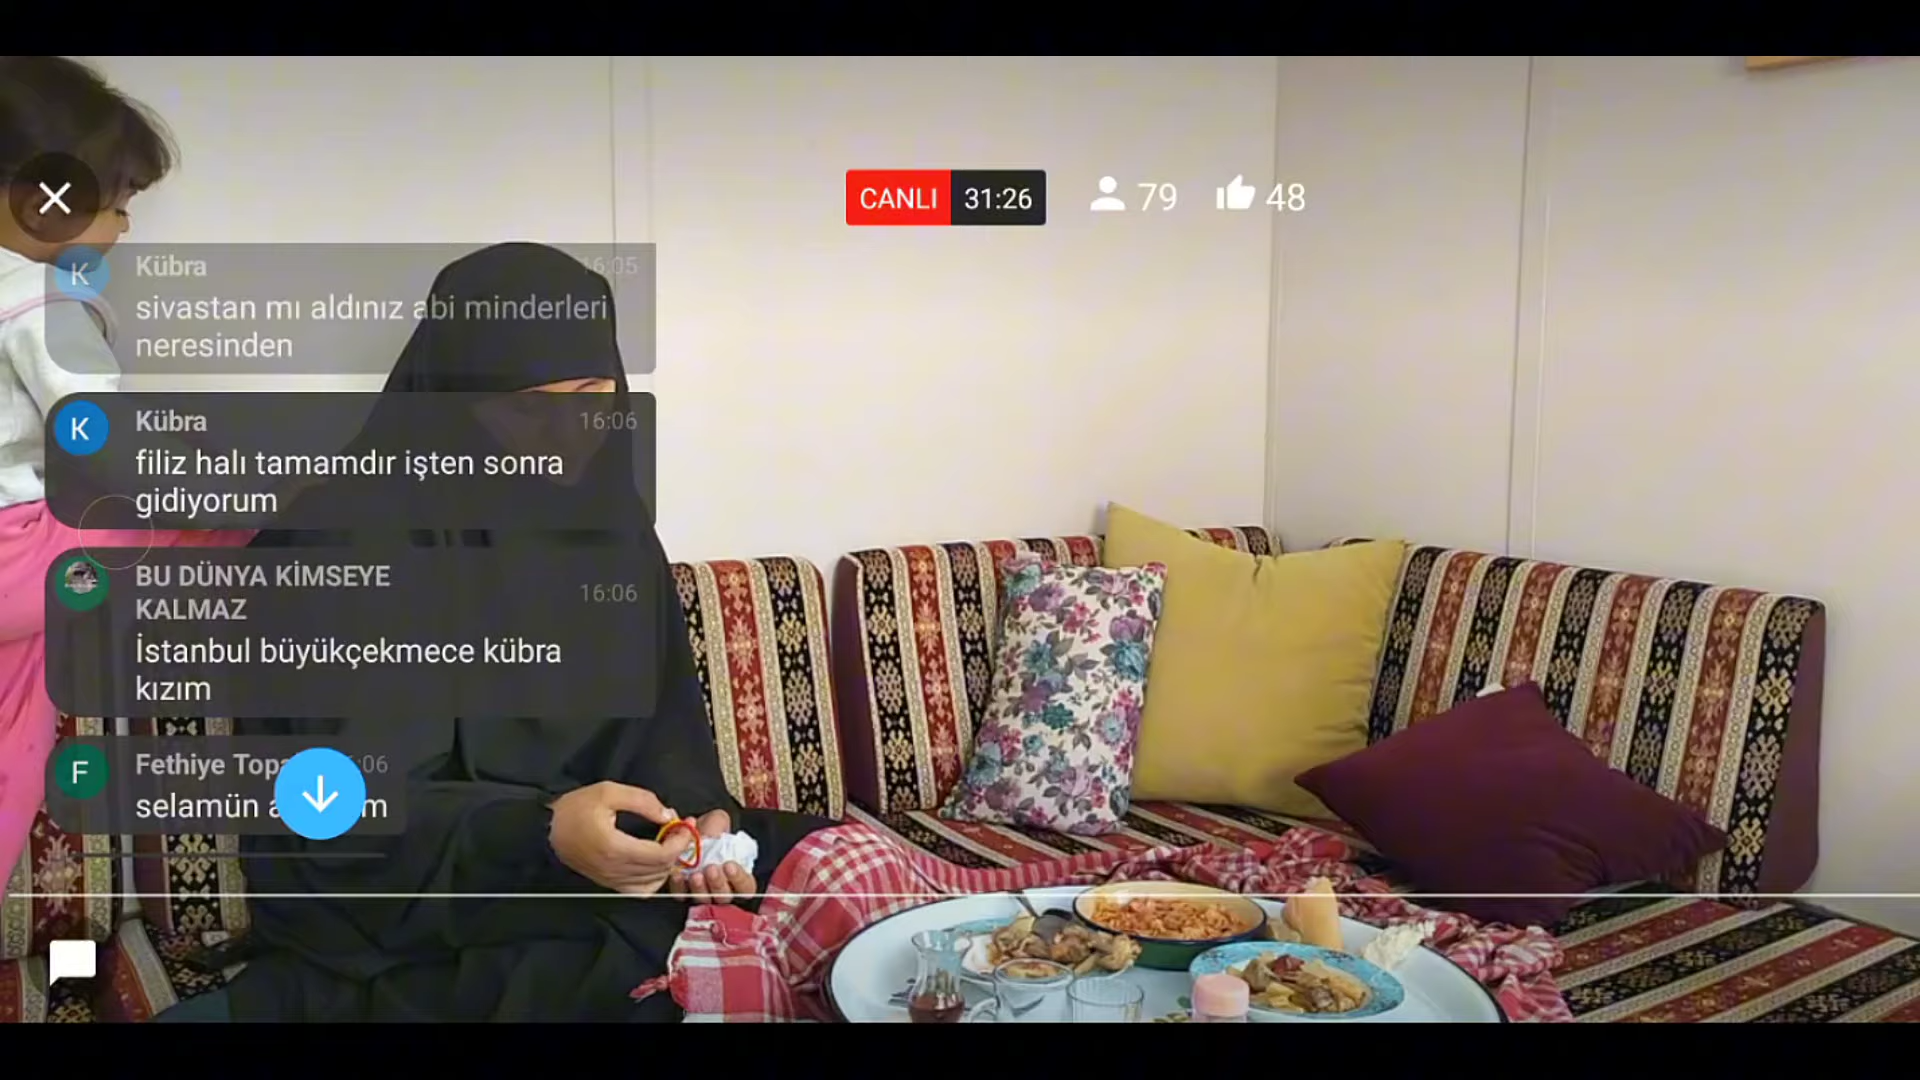 CANLI 31:26 79 48
K Kübra 16:05
sivastan mı aldınız abi minderleri
neresinden
K Kübra 16:06
filiz halı tamamdır işten sonra
gidiyorum
BU DÜNYA KİMSEYE
KALMAZ 16:06
İstanbul büyükçekmece kübra
kızım
F Fethiye :06
selamün